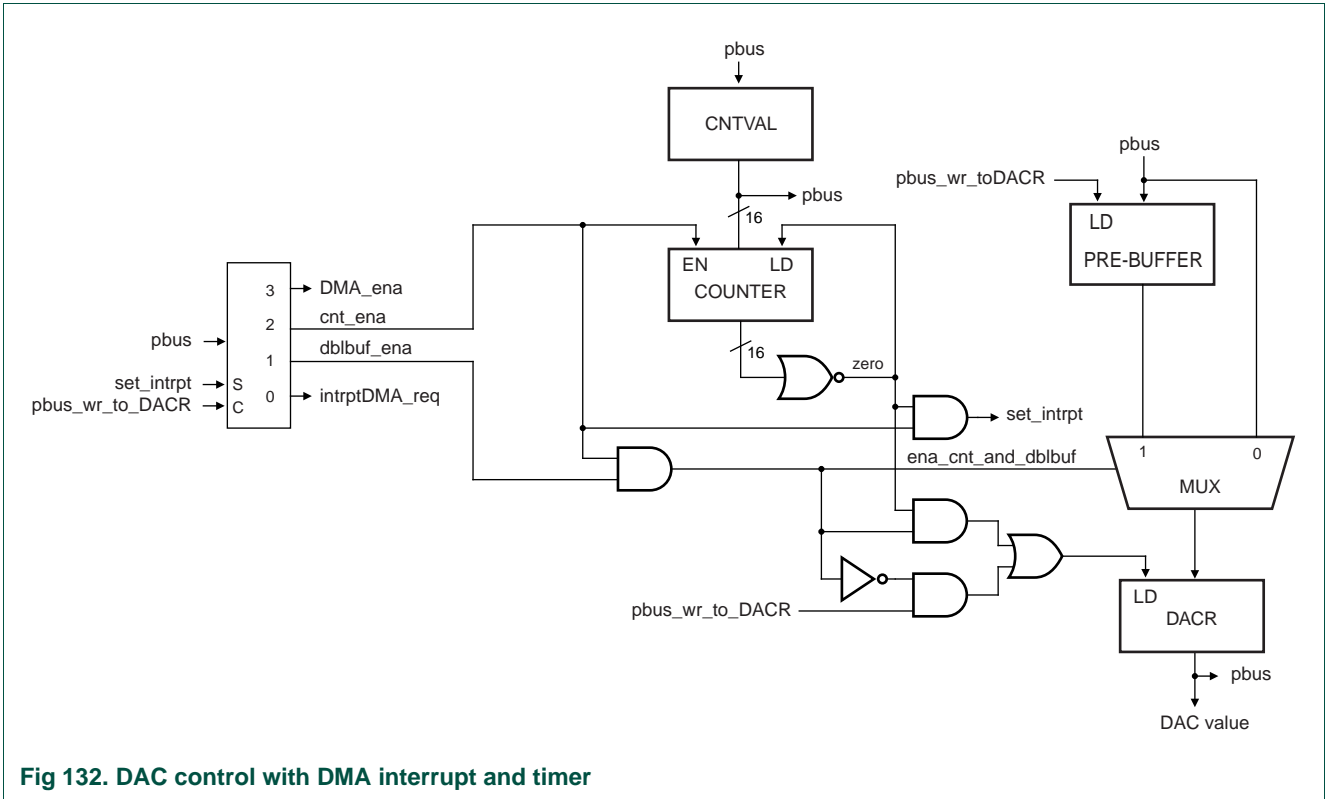 pbus
CNTVAL
pbus
pbus
pbus_wr_toDACR
16
LD
PRE-BUFFER
EN LD
COUNTER
3 DMA_ena
2 cnt_ena
pbus
1 dblbuf_ena
set_intrpt S
0 intrptDMA_req
pbus_wr_to_DACR C
16
zero
set_intrpt
ena_cnt_and_dblbuf
1 0
MUX
pbus_wr_to_DACR
LD
DACR
pbus
DAC value
Fig 132. DAC control with DMA interrupt and timer